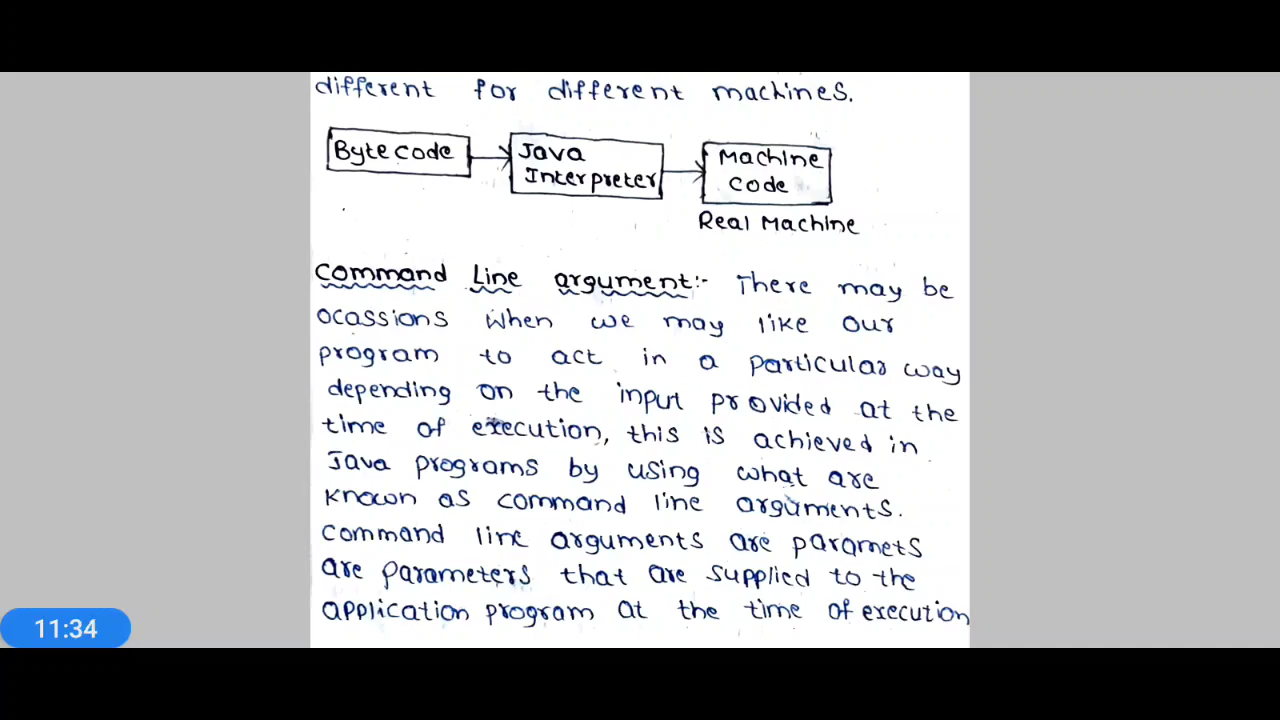 different for different machines.
Byte code
Java
Interpreter
Machine
code
Real Machine
Command Line argument:- There may be
ocassions when we may like our
program to act in a particular way
depending on the input provided at the
time of execution, this is achieved in
Java programs by using what are
known as command line arguments.
command line arguments are paramets
are parameters that are supplied to the
application program at the time of execution
11:34